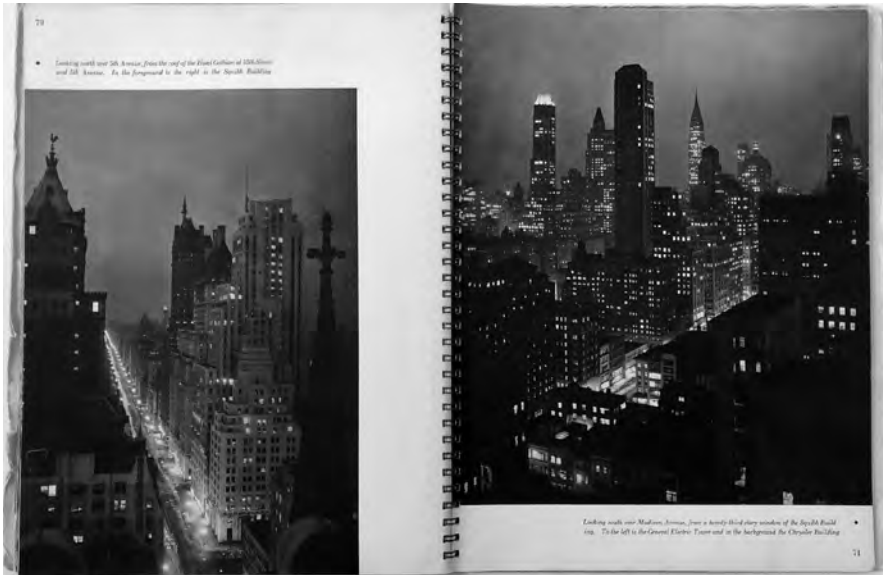 70
Looking south over 5th Avenue, from the roof of the Hotel Gotham at 55th Street
and 5th Avenue. In the foreground to the right is the Squibb Building
Looking south over Madison Avenue, from a twenty-third story window of the Squibb Build
ing. To the left is the General Electric Tower and in the background the Chrysler Building
71